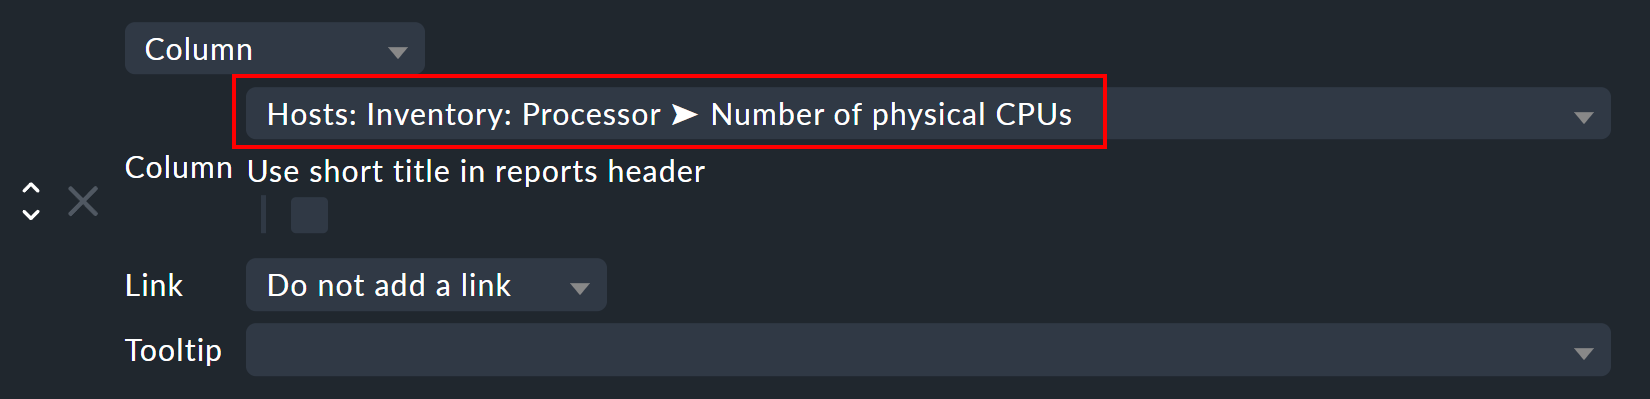 Column
Hosts: Inventory: Processor ➤ Number of physical CPUs
Column
Use short title in reports header
Link
Do not add a link
Tooltip